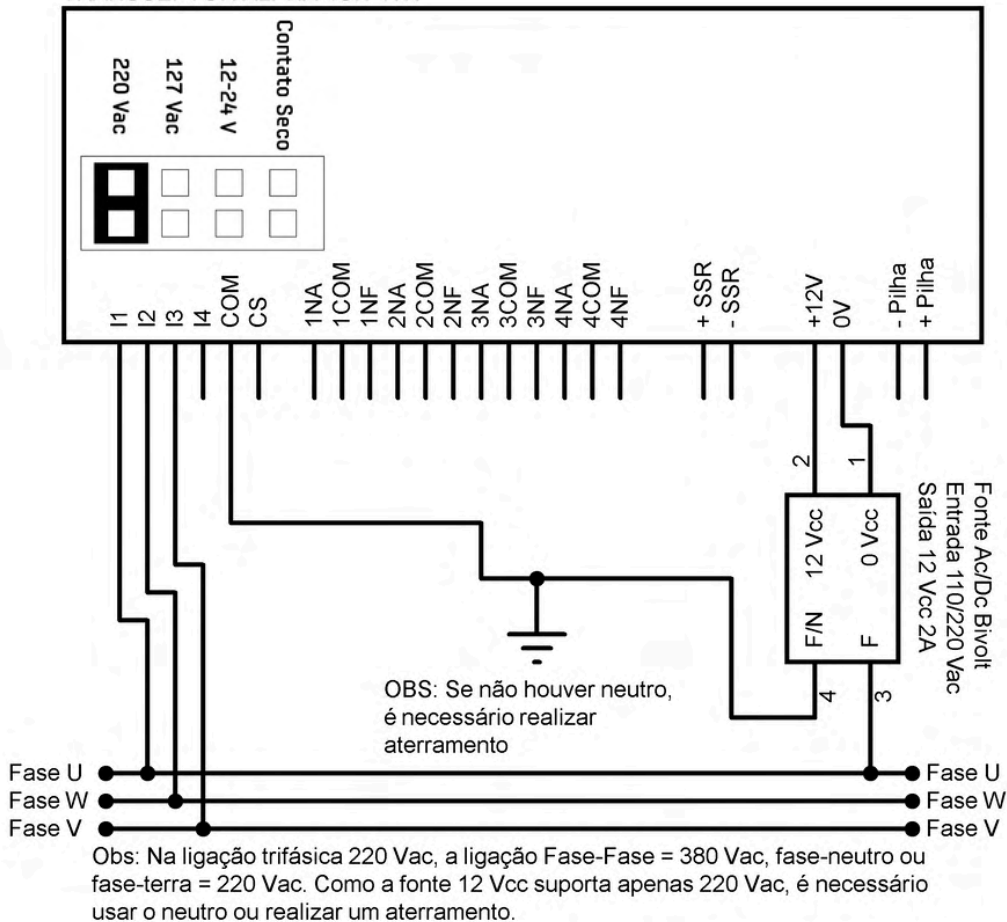 220 Vac
127 Vac
12-24 V
Contato Seco
I1
I2
I3
I4
COM
CS
1NA
1COM
1NF
2NA
2COM
2NF
3NA
3COM
3NF
4NA
4COM
4NF
+ SSR
- SSR
+12V
0V
- Pilha
+ Pilha
2
1
12 Vcc
0 Vcc
F/N
F
4
3
Fonte Ac/Dc Bivolt
Entrada 110/220 Vac
Saída 12 Vcc 2A
OBS: Se não houver neutro,
é necessário realizar
aterramento
Fase U
Fase U
Fase W
Fase W
Fase V
Fase V
Obs: Na ligação trifásica 220 Vac, a ligação Fase-Fase = 380 Vac, fase-neutro ou
fase-terra = 220 Vac. Como a fonte 12 Vcc suporta apenas 220 Vac, é necessário
usar o neutro ou realizar um aterramento.